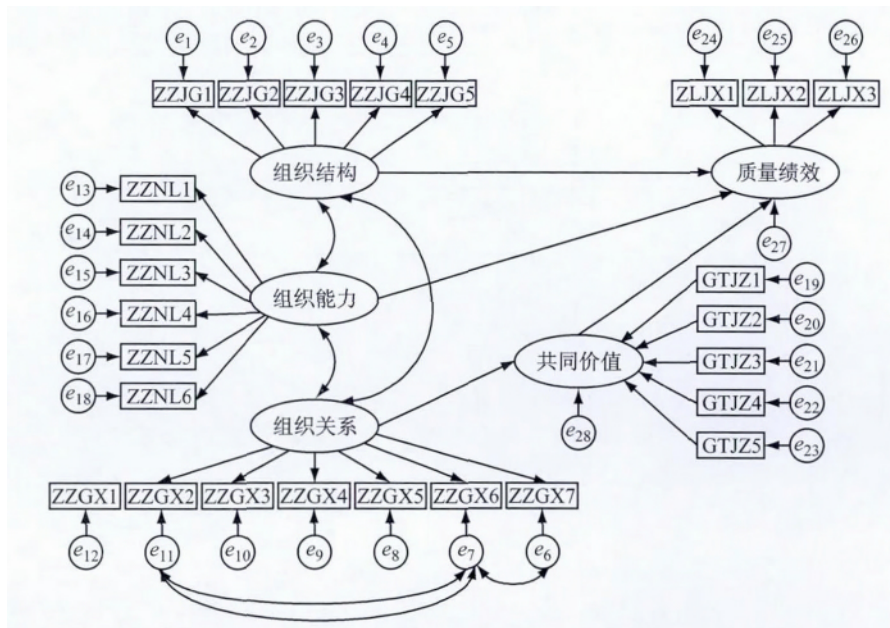 e1 e2 e3 e4 e5
e24 e25 e26
ZZJG1 ZZJG2 ZZJG3 ZZJG4 ZZJG5
ZLJX1 ZLJX2 ZLJX3
组织结构
质量绩效
e13 ZZNL1
e14 ZZNL2
e27
e15 ZZNL3
GTJZ1 e19
组织能力
e16 ZZNL4
GTJZ2 e20
e17 ZZNL5
共同价值
GTJZ3 e21
e18 ZZNL6
GTJZ4 e22
组织关系
e28
GTJZ5 e23
ZZGX1 ZZGX2 ZZGX3 ZZGX4 ZZGX5 ZZGX6 ZZGX7
e12 e11 e10 e9 e8 e7 e6